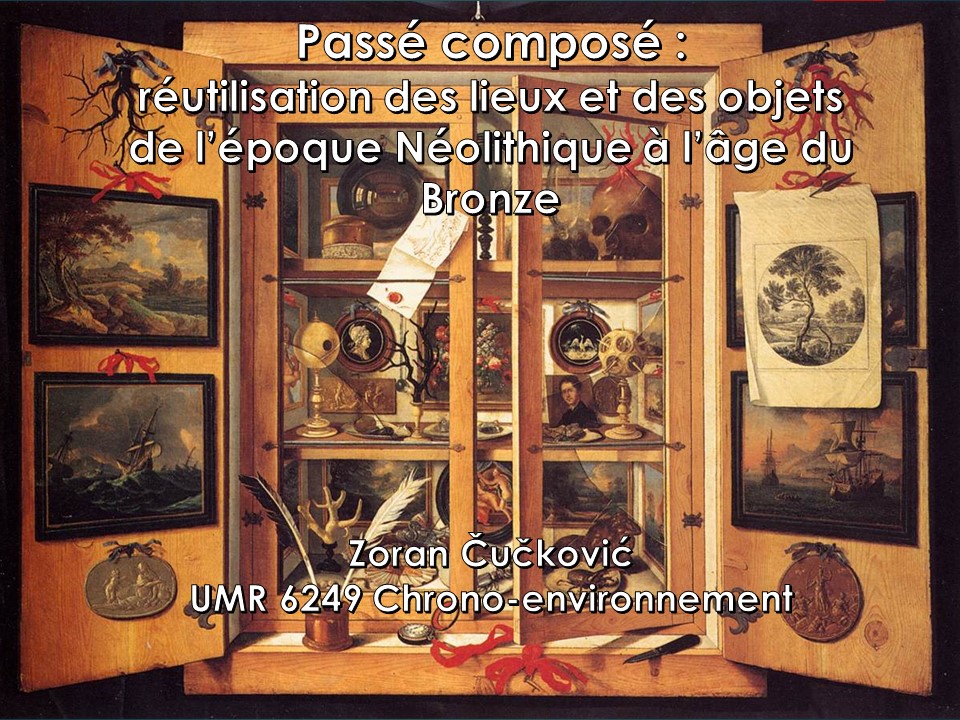 Passé composé :
réutilisation des lieux et des objets
de l’époque Néolithique à l’âge du
Bronze
Zoran Čučković
UMR 6249 Chrono-environnement